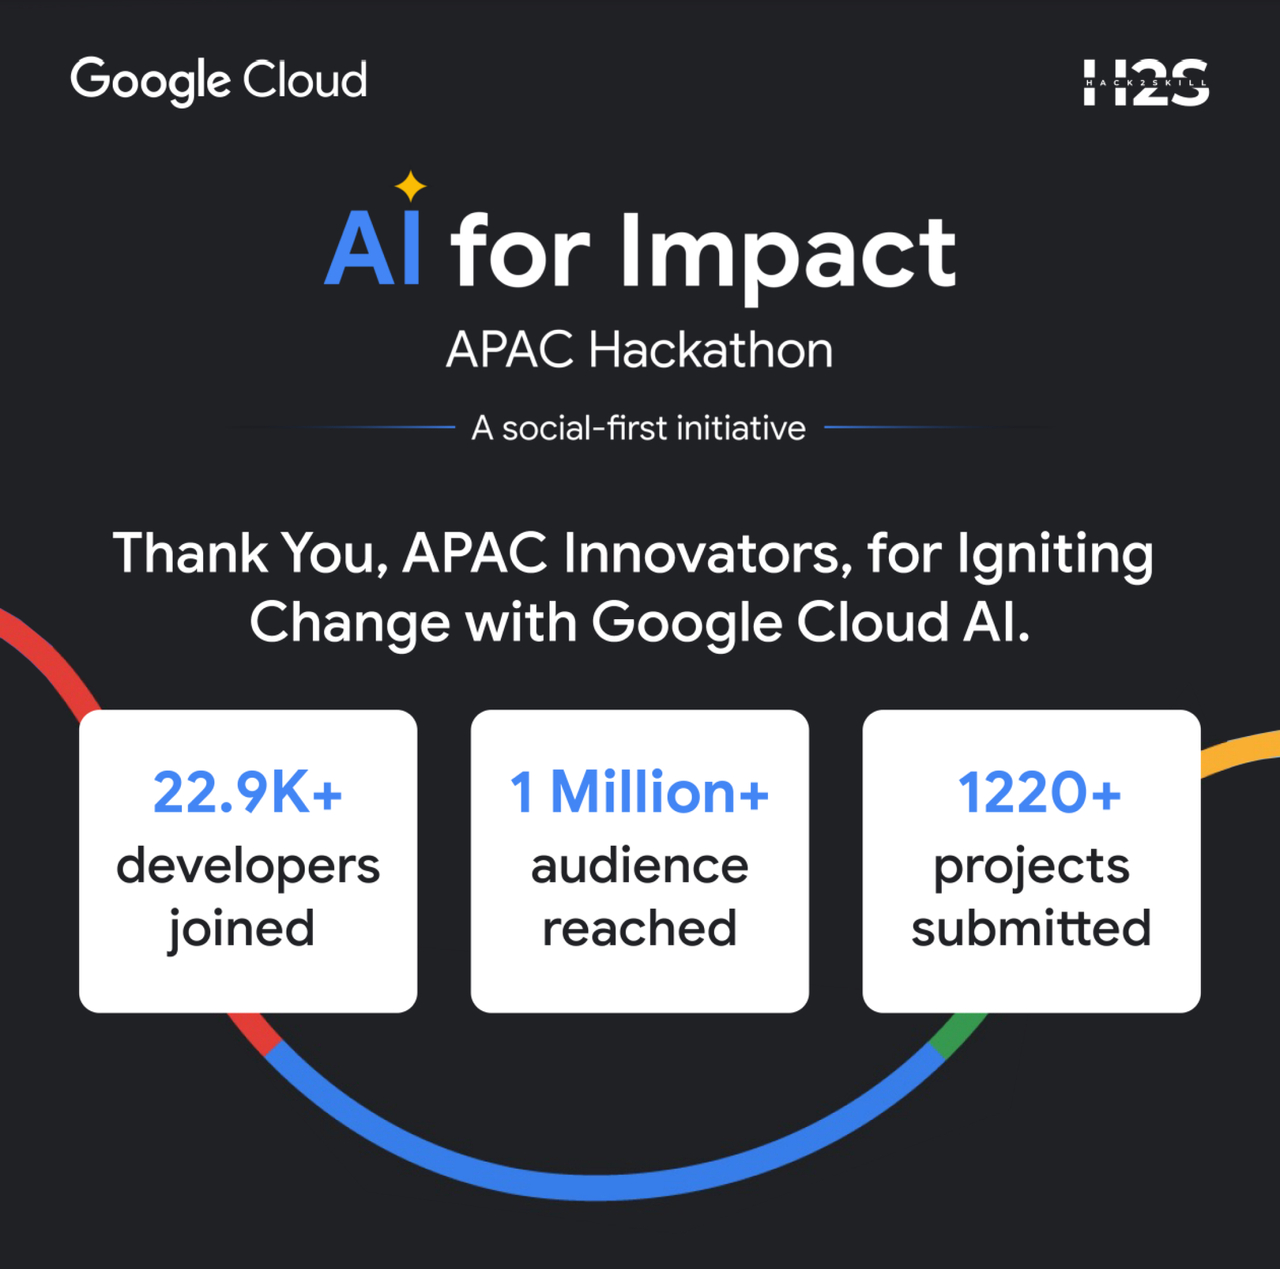 Google Cloud
H2S
HACK2SKILL
AI for Impact
APAC Hackathon
A social-first initiative
Thank You, APAC Innovators, for Igniting
Change with Google Cloud AI.
22.9K+
developers
joined
1 Million+
audience
reached
1220+
projects
submitted